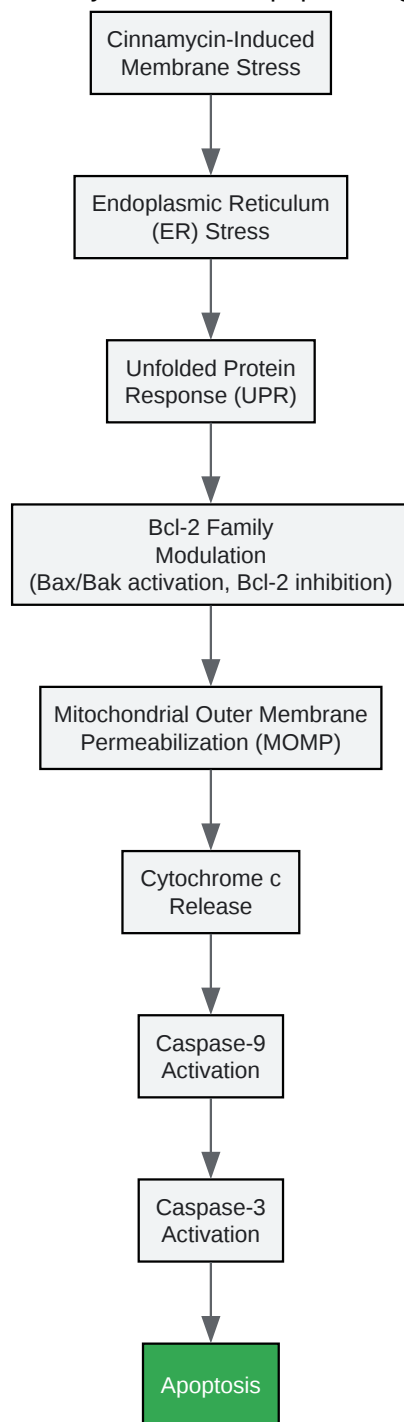 Cinnamycin-Induced
Membrane Stress
Endoplasmic Reticulum
(ER) Stress
Unfolded Protein
Response (UPR)
Bcl-2 Family
Modulation
(Bax/Bak activation, Bcl-2 inhibition)
Mitochondrial Outer Membrane
Permeabilization (MOMP)
Cytochrome c
Release
Caspase-9
Activation
Caspase-3
Activation
Apoptosis